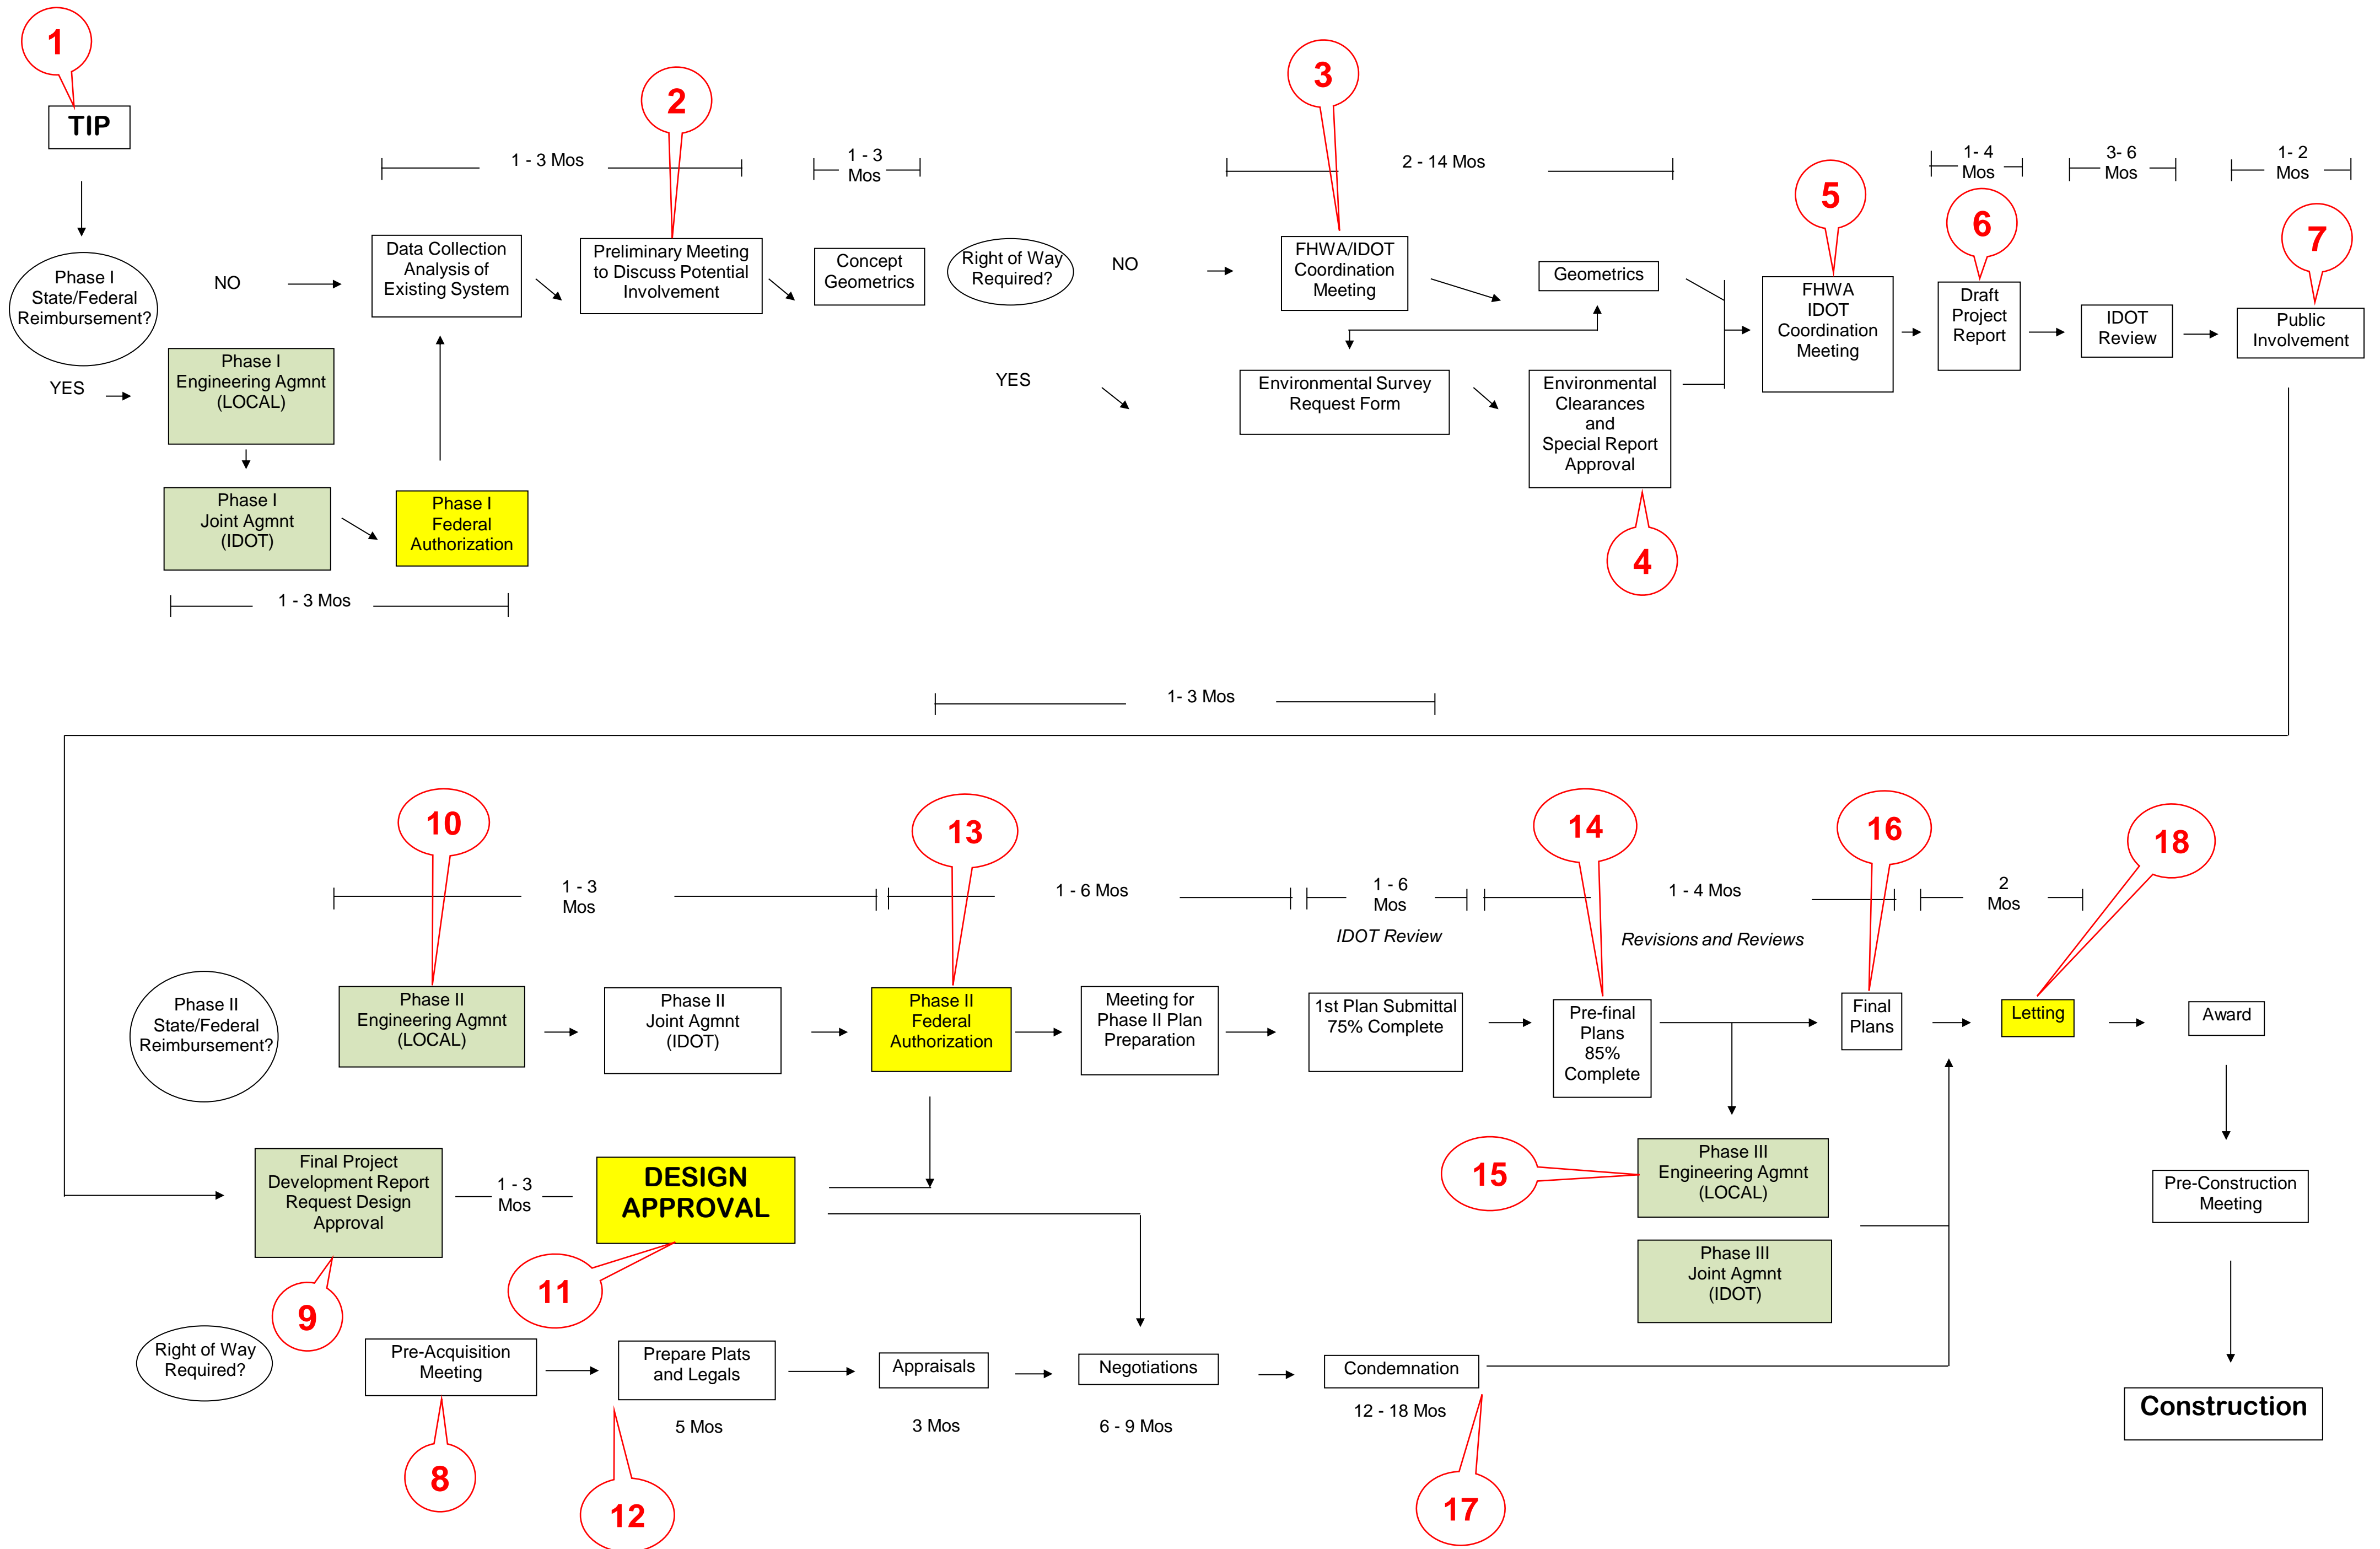 1
TIP
2
3
1 - 3 Mos
1 - 3
Mos
2 - 14 Mos
5
1- 4
Mos
6
3- 6
Mos
1- 2
Mos
7
Phase I
State/Federal
Reimbursement?
NO
YES
Data Collection
Analysis of
Existing System
Preliminary Meeting
to Discuss Potential
Involvement
Concept
Geometrics
Right of Way
Required?
NO
YES
FHWA/IDOT
Coordination
Meeting
Geometrics
FHWA
IDOT
Coordination
Meeting
Draft
Project
Report
IDOT
Review
Public
Involvement
Phase I
Engineering Agmnt
(LOCAL)
Environmental Survey
Request Form
Environmental
Clearances
and
Special Report
Approval
4
Phase I
Joint Agmnt
(IDOT)
Phase I
Federal
Authorization
1 - 3 Mos
1- 3 Mos
10
13
14
16
18
1 - 3
Mos
1 - 6 Mos
1 - 6
Mos
IDOT Review
1 - 4 Mos
Revisions and Reviews
2
Mos
Phase II
State/Federal
Reimbursement?
Phase II
Engineering Agmnt
(LOCAL)
Phase II
Joint Agmnt
(IDOT)
Phase II
Federal
Authorization
Meeting for
Phase II Plan
Preparation
1st Plan Submittal
75% Complete
Pre-final
Plans
85%
Complete
Final
Plans
Letting
Award
Final Project
Development Report
Request Design
Approval
1 - 3
Mos
DESIGN
APPROVAL
15
Phase III
Engineering Agmnt
(LOCAL)
Pre-Construction
Meeting
9
11
Phase III
Joint Agmnt
(IDOT)
Right of Way
Required?
Pre-Acquisition
Meeting
Prepare Plats
and Legals
Appraisals
Negotiations
Condemnation
5 Mos
3 Mos
6 - 9 Mos
12 - 18 Mos
Construction
8
12
17